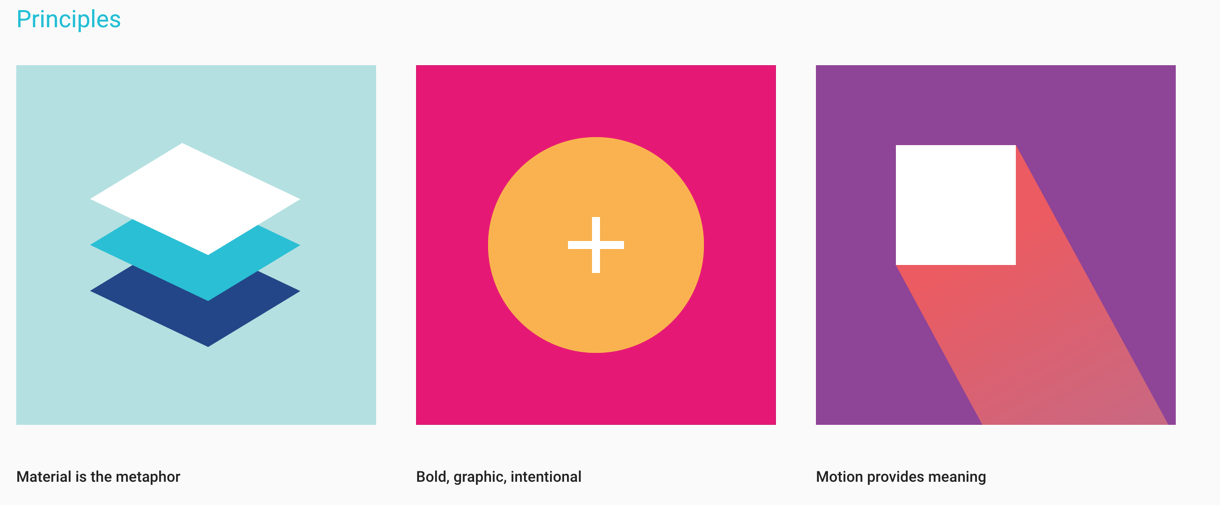 Principles
Material is the metaphor
Bold, graphic, intentional
Motion provides meaning